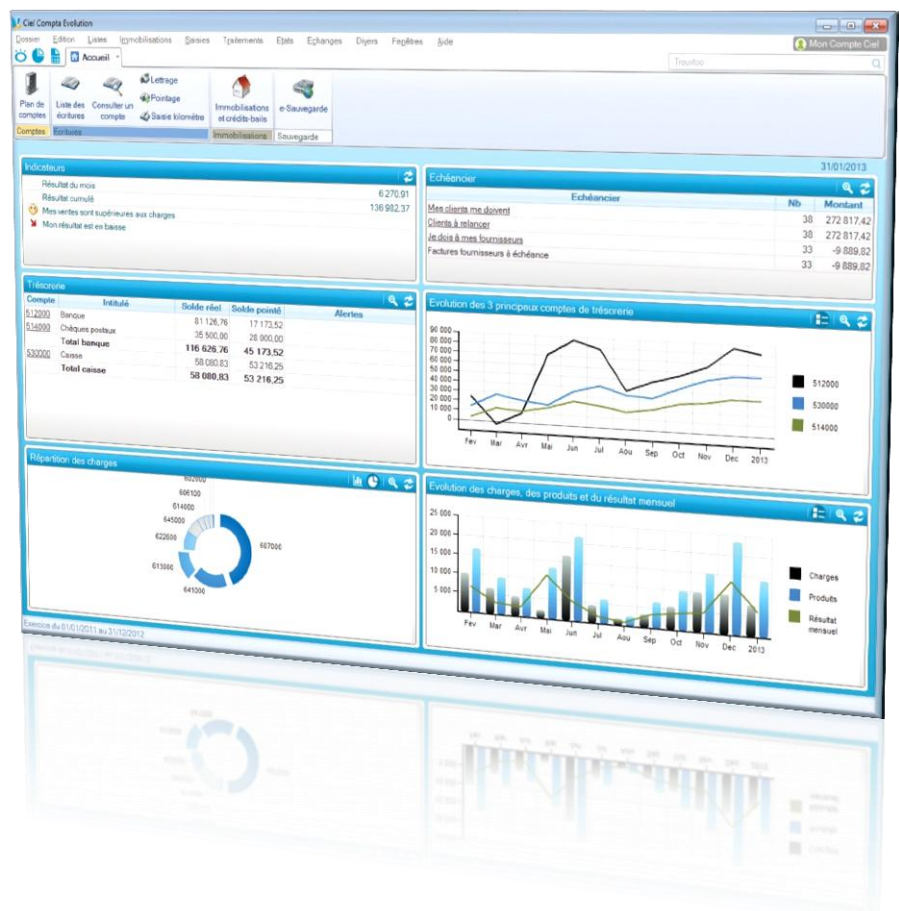 Ciel Compta Evolution
Dossier Edition Listes Immobilisations Saisies Traitements Etats Echanges Divers Fenêtres Aide
Mon Compte Ciel
Accueil
Trouvtoo
Plan de comptes
Liste des écritures
Consulter un compte
Lettrage
Pointage
Saisie kilomètre
Immobilisations et crédits-bails
e-Sauvegarde
Comptes
Ecritures
Immobilisations
Sauvegarde
31/01/2013
Indicateurs
Résultat du mois 6 270,91
Résultat cumulé 136 982,37
Mes ventes sont supérieures aux charges
Mon résultat est en baisse
Echéancier
Echéancier Nb Montant
Mes clients me doivent 38 272 817,42
Clients à relancer 38 272 817,42
Je dois à mes fournisseurs 33 -9 889,82
Factures fournisseurs à échéance 33 -9 889,82
Trésorerie
Compte Intitulé Solde réel Solde pointé Alertes
512000 Banque 81 126,76 17 173,52
514000 Chèques postaux 35 500,00 28 000,00
Total banque 116 626,76 45 173,52
530000 Caisse 58 080,83 53 216,25
Total caisse 58 080,83 53 216,25
Evolution des 3 principaux comptes de trésorerie
90 000
80 000
70 000
60 000
50 000
40 000
30 000
20 000
10 000
0
Fev Mar Avr Mai Jun Jul Aou Sep Oct Nov Dec 2013
512000
530000
514000
Répartition des charges
602000
606100
614000
645000
622600
613000
641000
607000
Evolution des charges, des produits et du résultat mensuel
25 000
20 000
15 000
10 000
5 000
Fev Mar Avr Mai Jun Jul Aou Sep Oct Nov Dec 2013
Charges
Produits
Résultat
mensuel
Exercice du 01/01/2011 au 31/12/2012